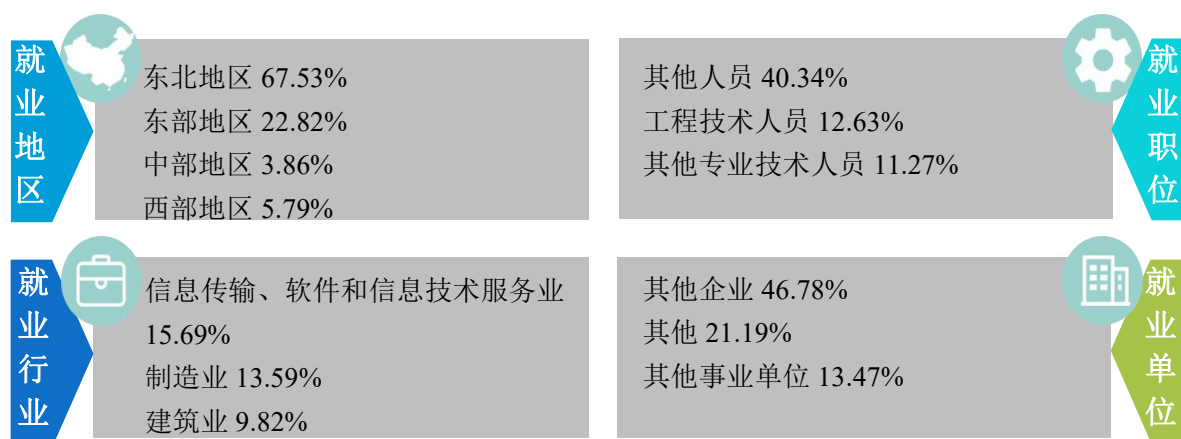 就业地区
东北地区 67.53%
东部地区 22.82%
中部地区 3.86%
西部地区 5.79%
其他人员 40.34%
工程技术人员 12.63%
其他专业技术人员 11.27%
就业职位
就业行业
信息传输、软件和信息技术服务业
15.69%
制造业 13.59%
建筑业 9.82%
其他企业 46.78%
其他 21.19%
其他事业单位 13.47%
就业单位